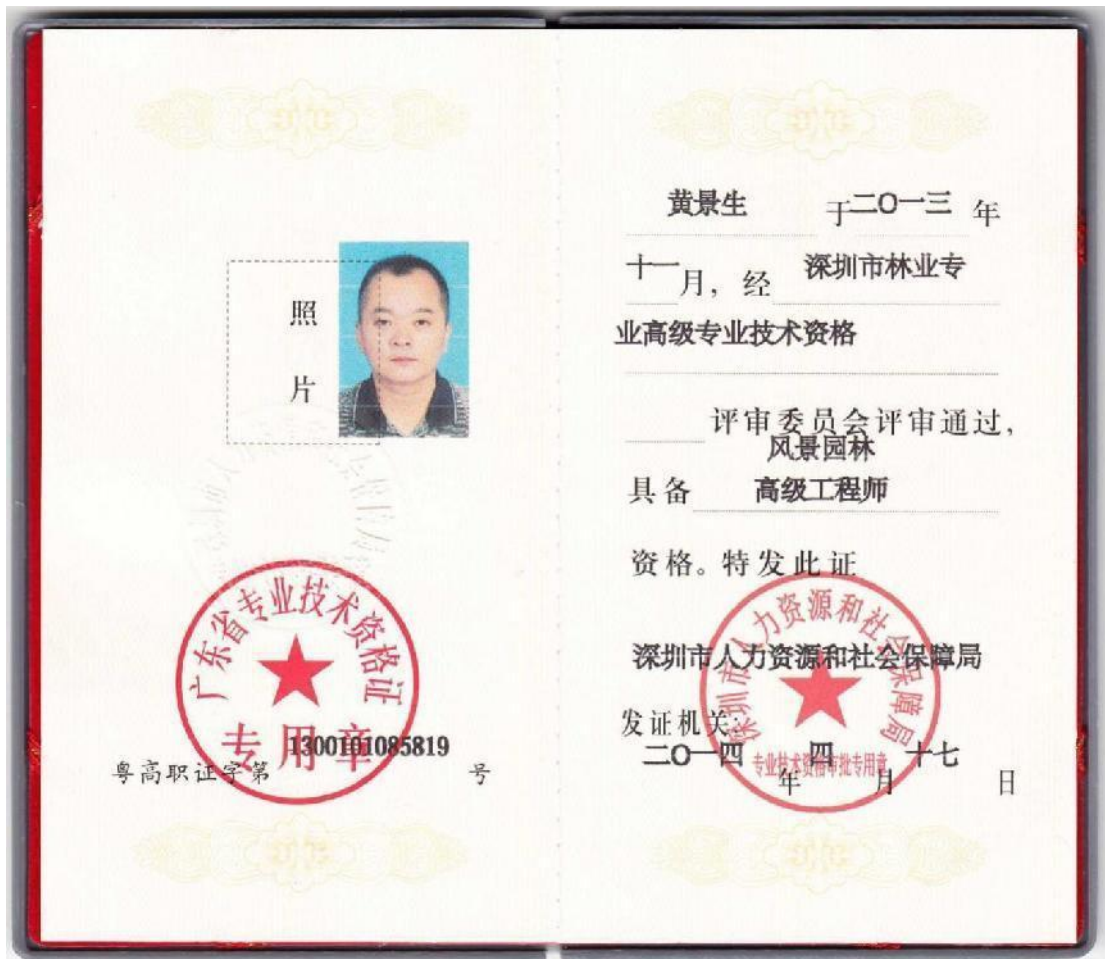 照
片
广东省专业技术资格证
专用章
粤高职证字第 1300101085819 号
黄景生 于二〇一三 年
十一月，经 深圳市林业专
业高级专业技术资格
评审委员会评审通过，
风景园林
具备 高级工程师
资格。特发此证
深圳市人力资源和社会保障局
深圳市人力资源和社会保障局
发证机关：
专业技术资格审批专用章
二〇一四 年 四 月 十七 日